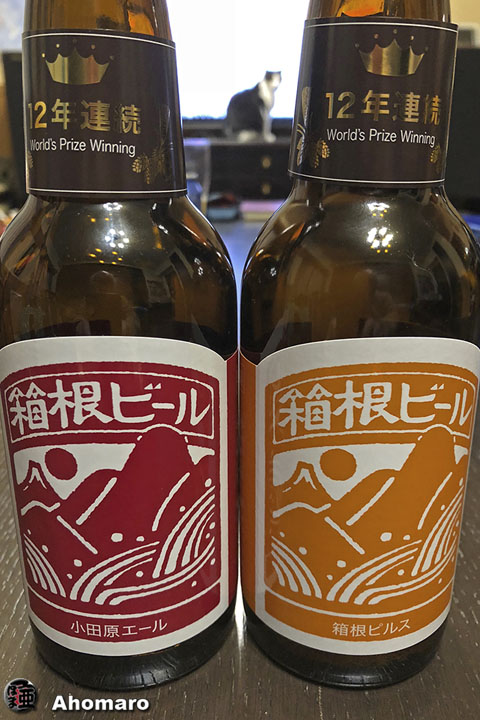 12年連続
World's Prize Winning
箱根ビール
小田原エール
12年連続
World's Prize Winning
箱根ビール
箱根ピルス
Ahomaro